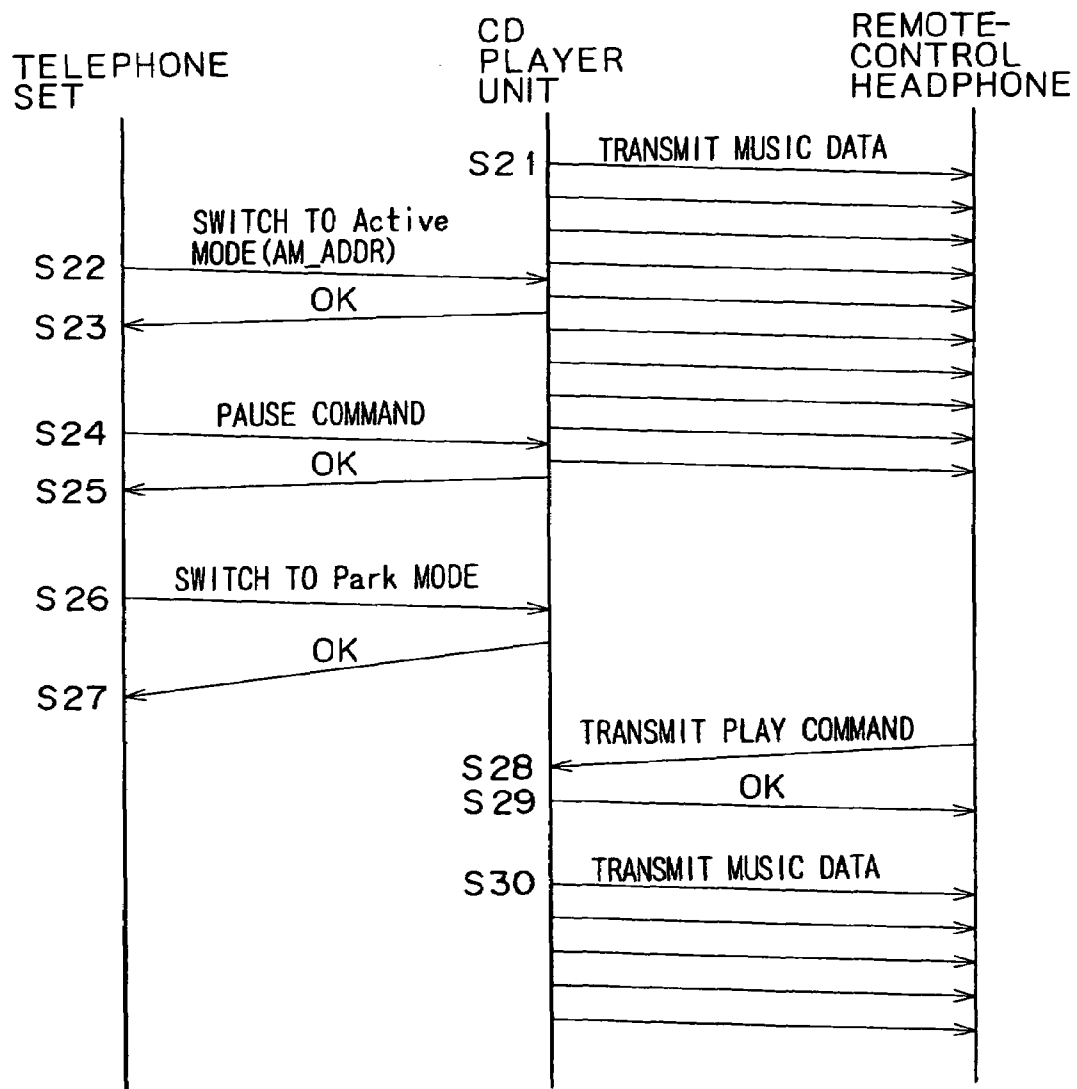 TELEPHONE
SET
CD
PLAYER
UNIT
REMOTE-
CONTROL
HEADPHONE
S21
TRANSMIT MUSIC DATA
SWITCH TO Active
MODE(AM_ADDR)
S22
OK
S23
PAUSE COMMAND
S24
OK
S25
SWITCH TO Park MODE
S26
OK
S27
TRANSMIT PLAY COMMAND
S28
OK
S29
TRANSMIT MUSIC DATA
S30